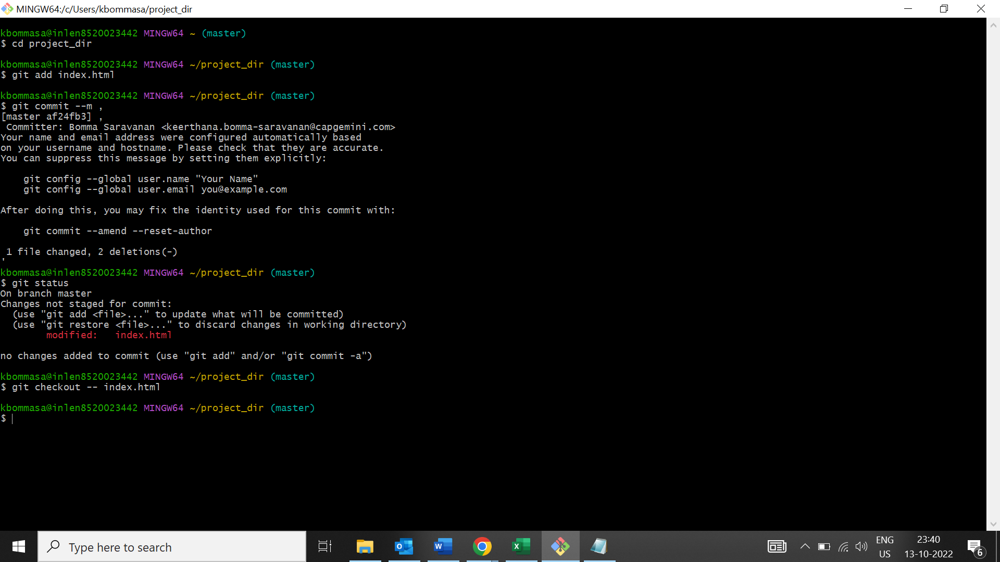 MINGW64:/c/Users/kbommasa/project_dir
kbommasa@inlen8520023442 MINGW64 ~ (master)
$ cd project_dir
kbommasa@inlen8520023442 MINGW64 ~/project_dir (master)
$ git add index.html
kbommasa@inlen8520023442 MINGW64 ~/project_dir (master)
$ git commit --m ,
[master af24fb3] ,
Committer: Bomma Saravanan <keerthana.bomma-saravanan@capgemini.com>
Your name and email address were configured automatically based
on your username and hostname. Please check that they are accurate.
You can suppress this message by setting them explicitly:
git config --global user.name "Your Name"
git config --global user.email you@example.com
After doing this, you may fix the identity used for this commit with:
git commit --amend --reset-author
1 file changed, 2 deletions(-)
'
kbommasa@inlen8520023442 MINGW64 ~/project_dir (master)
$ git status
On branch master
Changes not staged for commit:
(use "git add <file>..." to update what will be committed)
(use "git restore <file>..." to discard changes in working directory)
modified:   index.html
no changes added to commit (use "git add" and/or "git commit -a")
kbommasa@inlen8520023442 MINGW64 ~/project_dir (master)
$ git checkout -- index.html
kbommasa@inlen8520023442 MINGW64 ~/project_dir (master)
$
Type here to search
ENG
US
23:40
13-10-2022
6